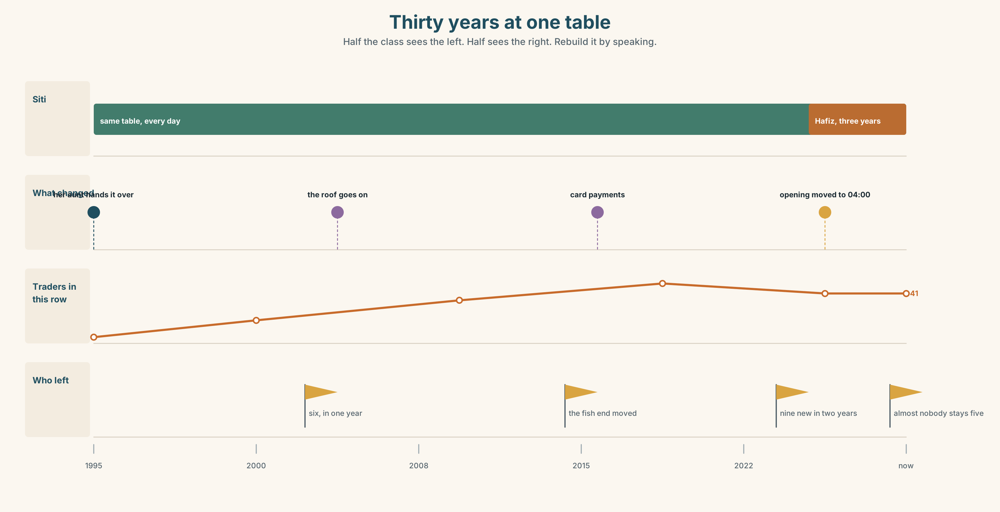 Thirty years at one table
Half the class sees the left. Half sees the right. Rebuild it by speaking.
Siti
same table, every day
Hafiz, three years
What changed
her aunt hands it over
the roof goes on
card payments
opening moved to 04:00
Traders in
this row
41
Who left
six, in one year
the fish end moved
nine new in two years
almost nobody stays five
1995
2000
2008
2015
2022
now